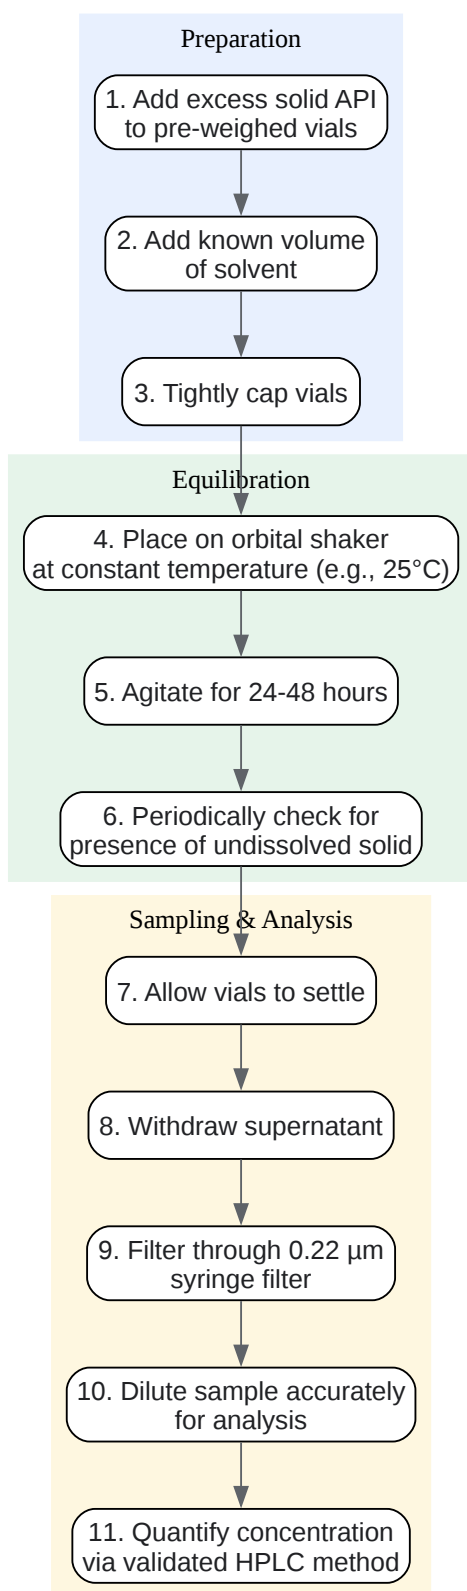 Preparation
1. Add excess solid API
to pre-weighed vials
2. Add known volume
of solvent
3. Tightly cap vials
Equilibration
4. Place on orbital shaker
at constant temperature (e.g., 25°C)
5. Agitate for 24-48 hours
6. Periodically check for
presence of undissolved solid
Sampling & Analysis
7. Allow vials to settle
8. Withdraw supernatant
9. Filter through 0.22 µm
syringe filter
10. Dilute sample accurately
for analysis
11. Quantify concentration
via validated HPLC method